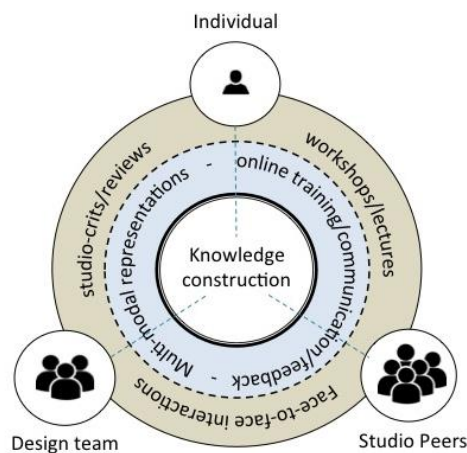 Individual
studio-crits/reviews
workshops/lectures
Multi-modal representations - online training/communication/feedback -
Knowledge
construction
Face-to-face interactions
Design team
Studio Peers